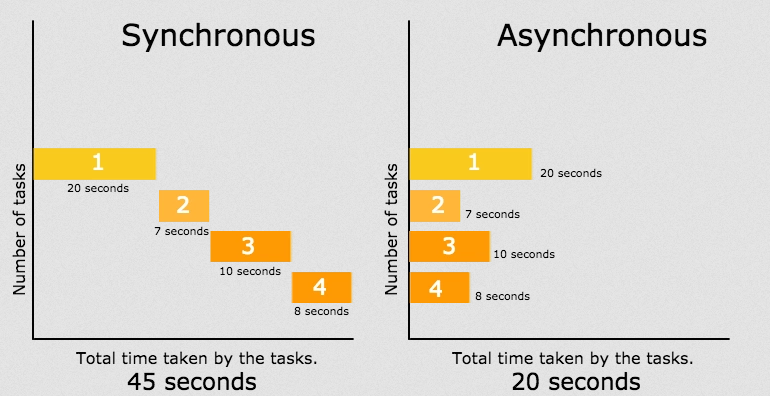 Synchronous
Number of tasks
1
20 seconds
2
7 seconds
3
10 seconds
4
8 seconds
Total time taken by the tasks.
45 seconds
Asynchronous
Number of tasks
1
20 seconds
2
7 seconds
3
10 seconds
4
8 seconds
Total time taken by the tasks.
20 seconds